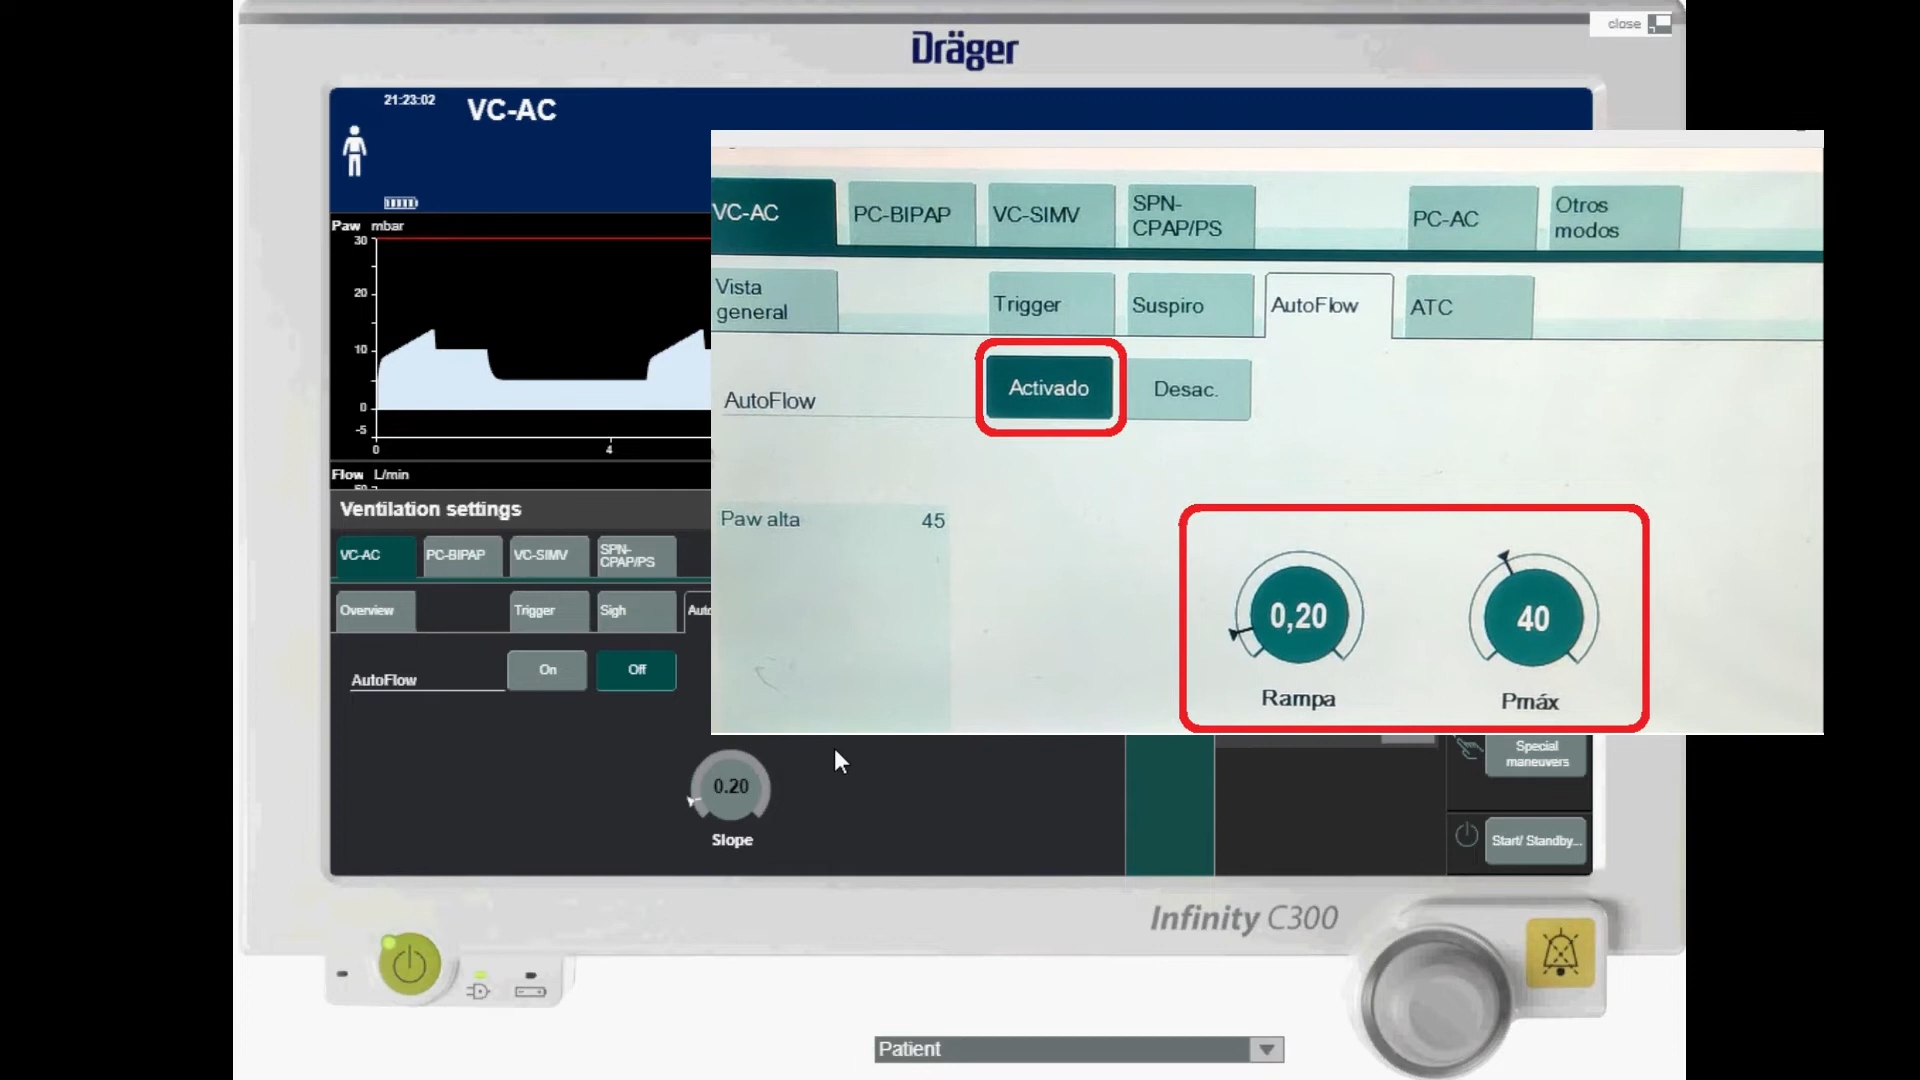 close
Dräger
21:23:02
VC-AC
Paw mbar
30
20
10
0
-5
0
4
Flow L/min
Ventilation settings
VC-AC
PC-BIPAP
VC-SIMV
SPN-
CPAP/PS
Overview
Trigger
Sigh
AutoFlow
On
Off
0.20
Slope
VC-AC
PC-BIPAP
VC-SIMV
SPN-
CPAP/PS
PC-AC
Otros
modos
Vista
general
Trigger
Suspiro
AutoFlow
ATC
AutoFlow
Activado
Desac.
Paw alta
45
0,20
40
Rampa
Pmáx
Special
maneuvers
Start/ Standby...
Infinity C300
Patient